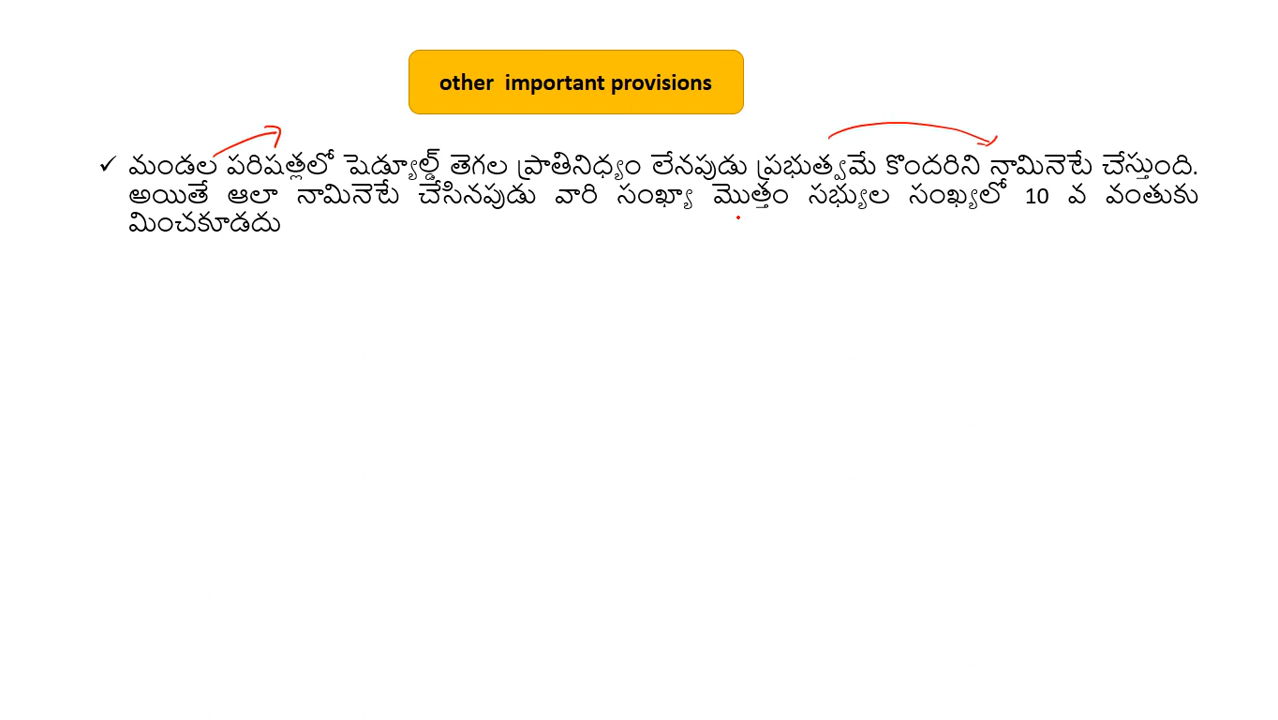 other important provisions
✓ మండల పరిషత్లలో షెడ్యూల్డ్ తెగల ప్రాతినిధ్యం లేనపుడు ప్రభుత్వమే కొందరిని నామినెటే చేస్తుంది.
అయితే ఆలా నామినెటే చేసినపుడు వారి సంఖ్యా మొత్తం సభ్యుల సంఖ్యలో 10 వ వంతుకు
మించకూడదు